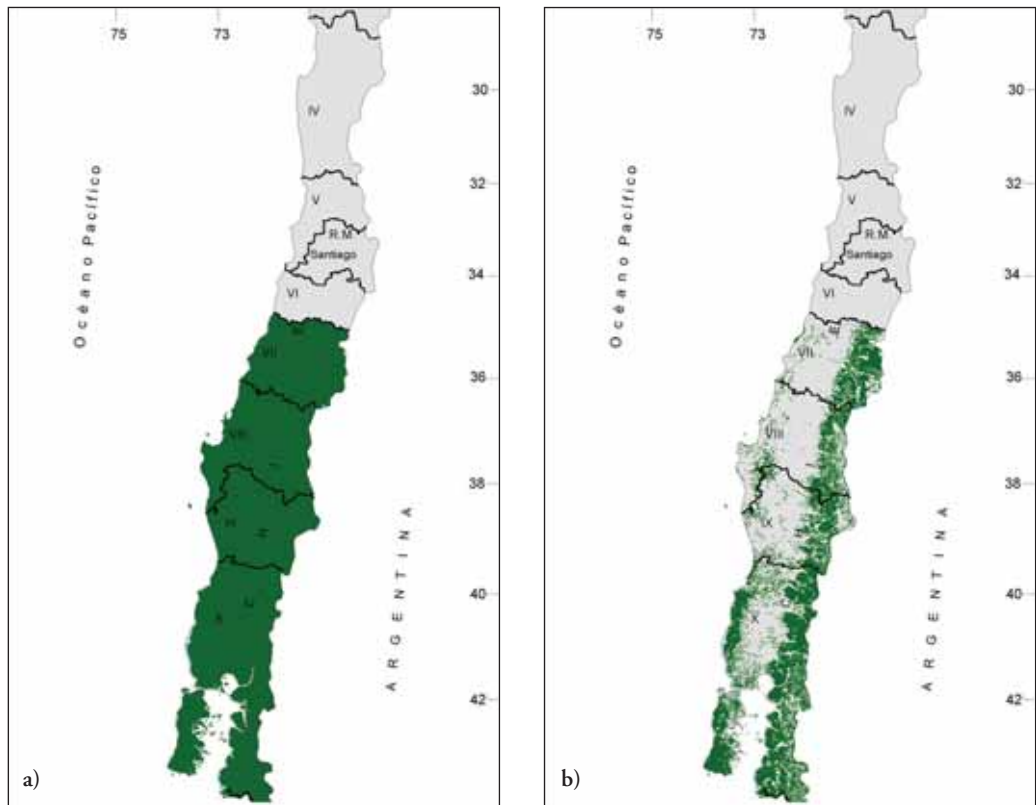 75
73
30
IV
32
V
R.M
Santiago
34
VI
VII
36
VIII
38
IX
40
X
42
Océano Pacífico
ARGENTINA
a)
75
73
30
IV
32
V
R.M
Santiago
34
VI
VII
36
VIII
38
IX
40
X
42
Océano Pacífico
ARGENTINA
b)